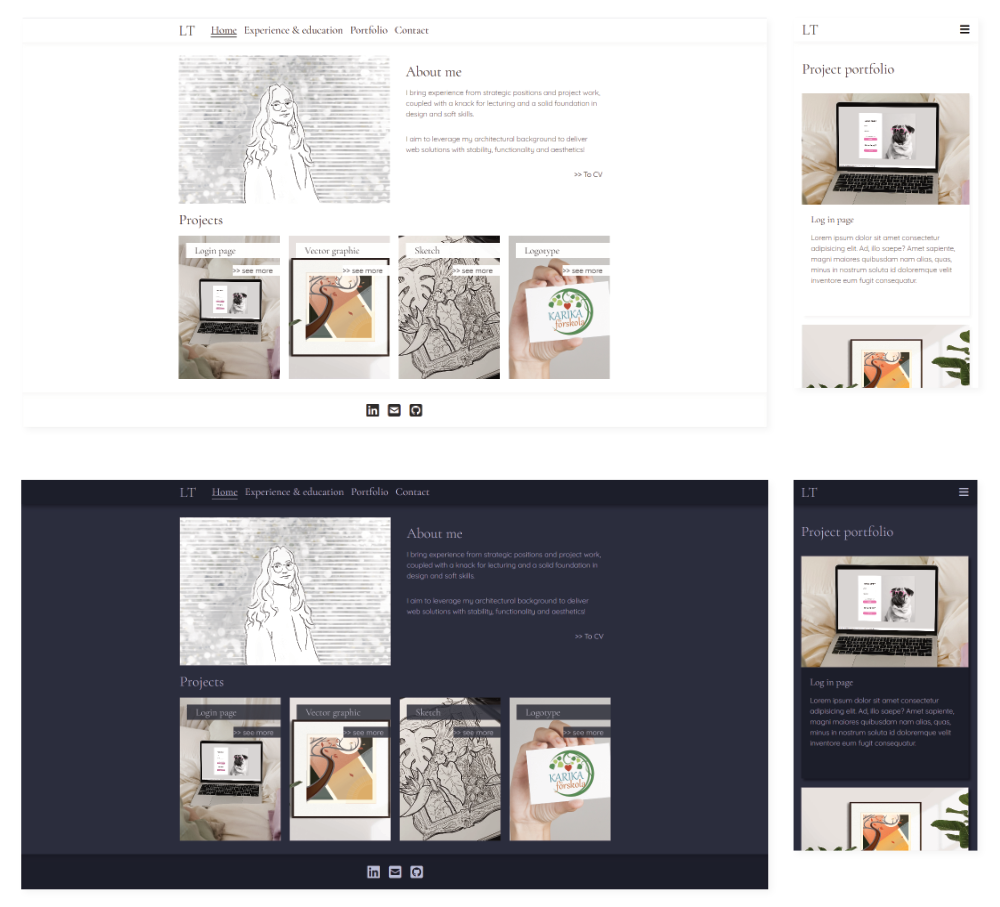 LT Home Experience & education Portfolio Contact
About me
I bring experience from strategic positions and project work,
coupled with a knack for lecturing and a solid foundation in
design and soft skills.
I aim to leverage my architectural background to deliver
web solutions with stability, functionality and aesthetics!
>> To CV
Projects
Login page
>> see more
Vector graphic
>> see more
Sketch
>> see more
Logotype
>> see more
KARIKA
förskola
LT
Project portfolio
Log in page
Lorem ipsum dolor sit amet consectetur
adipisicing elit. Ad, illo saepe? Amet sapiente,
magni maiores quibusdam nam alias, quas,
minus in nostrum soluta id doloremque velit
inventore eum fugit consequatur.
LT Home Experience & education Portfolio Contact
About me
I bring experience from strategic positions and project work,
coupled with a knack for lecturing and a solid foundation in
design and soft skills.
I aim to leverage my architectural background to deliver
web solutions with stability, functionality and aesthetics!
>> To CV
Projects
Login page
>> see more
Vector graphic
>> see more
Sketch
>> see more
Logotype
>> see more
KARIKA
förskola
LT
Project portfolio
Log in page
Lorem ipsum dolor sit amet consectetur
adipisicing elit. Ad, illo saepe? Amet sapiente,
magni maiores quibusdam nam alias, quas,
minus in nostrum soluta id doloremque velit
inventore eum fugit consequatur.